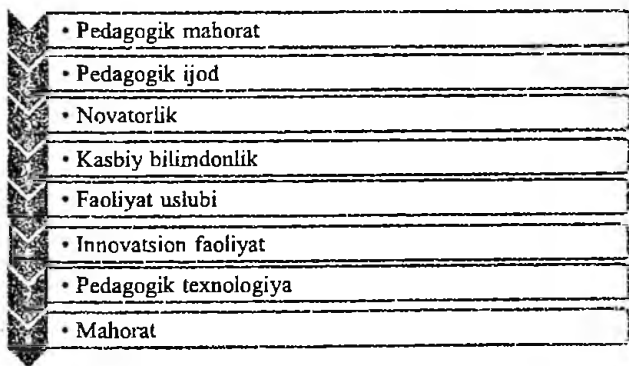 • Pedagogik mahorat
• Pedagogik ijod
• Novatorlik
• Kasbiy bilimdonlik
• Faoliyat uslubi
• Innovatsion faoliyat
• Pedagogik texnologiya
• Mahorat